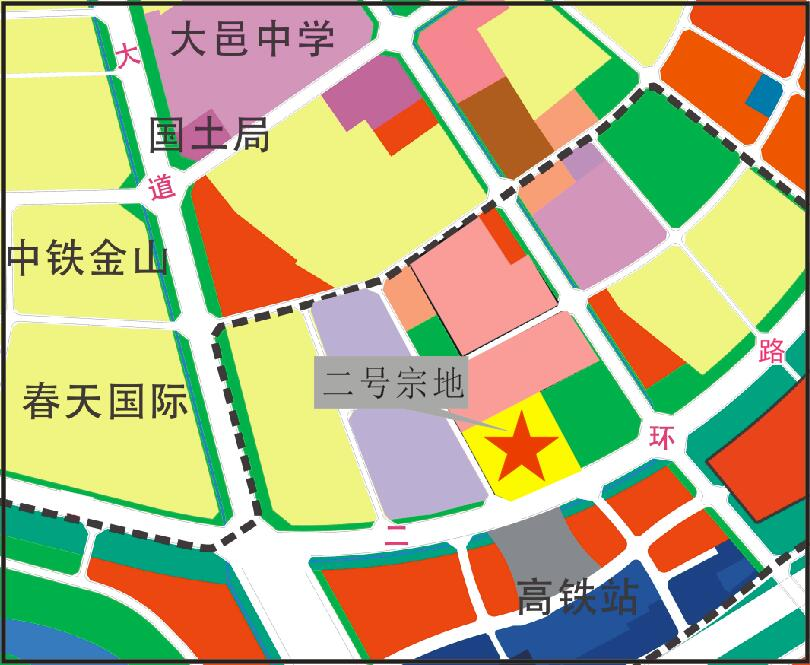 大邑中学
大
国土局
道
中铁金山
路
春天国际
二号宗地
环
二
高铁站